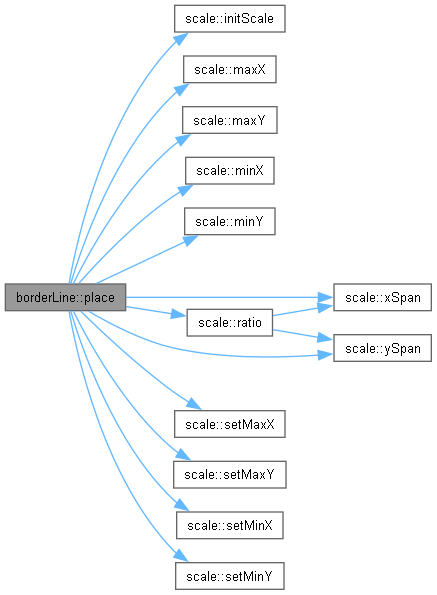 scale::initScale
scale::maxX
scale::maxY
scale::minX
scale::minY
borderLine::place
scale::xSpan
scale::ratio
scale::ySpan
scale::setMaxX
scale::setMaxY
scale::setMinX
scale::setMinY